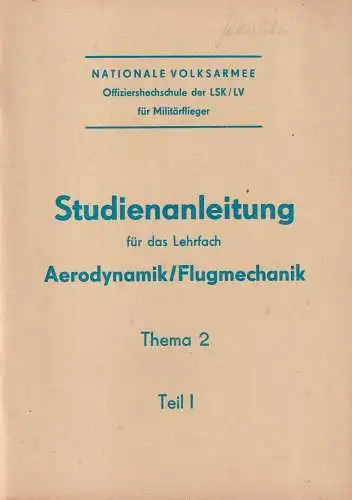 NATIONALE VOLKSARMEE
Offiziershochschule der LSK/LV
für Militärflieger
Studienanleitung
für das Lehrfach
Aerodynamik/Flugmechanik
Thema 2
Teil I